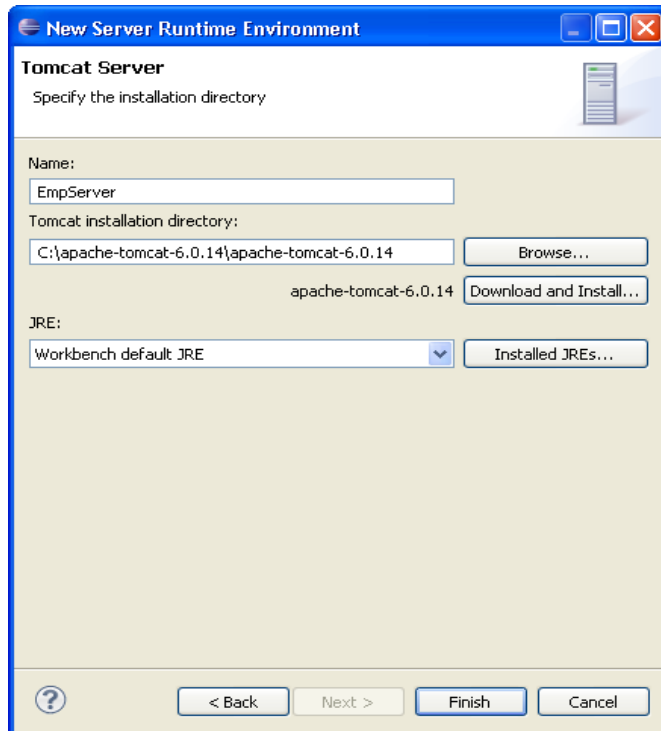 New Server Runtime Environment
Tomcat Server
Specify the installation directory
Name:
EmpServer
Tomcat installation directory:
C:\apache-tomcat-6.0.14\apache-tomcat-6.0.14
Browse...
apache-tomcat-6.0.14
Download and Install...
JRE:
Workbench default JRE
Installed JREs...
?
< Back
Next >
Finish
Cancel